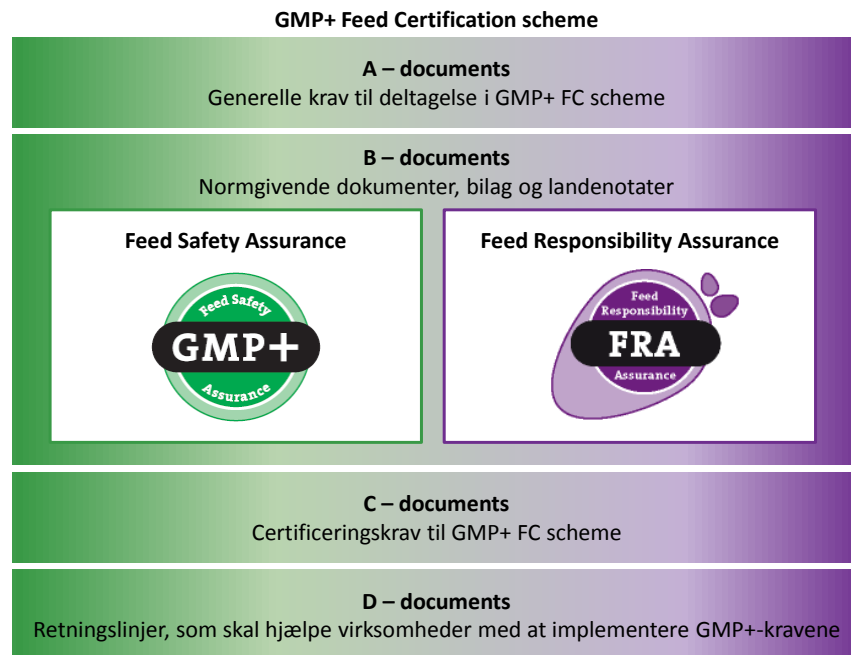 GMP+ Feed Certification scheme
A – documents
Generelle krav til deltagelse i GMP+ FC scheme
B – documents
Normgivende dokumenter, bilag og landenotater
Feed Safety Assurance
Feed Safety
GMP+
Assurance
Feed Responsibility Assurance
Feed
Responsibility
FRA
Assurance
C – documents
Certificeringskrav til GMP+ FC scheme
D – documents
Retningslinjer, som skal hjælpe virksomheder med at implementere GMP+-kravene